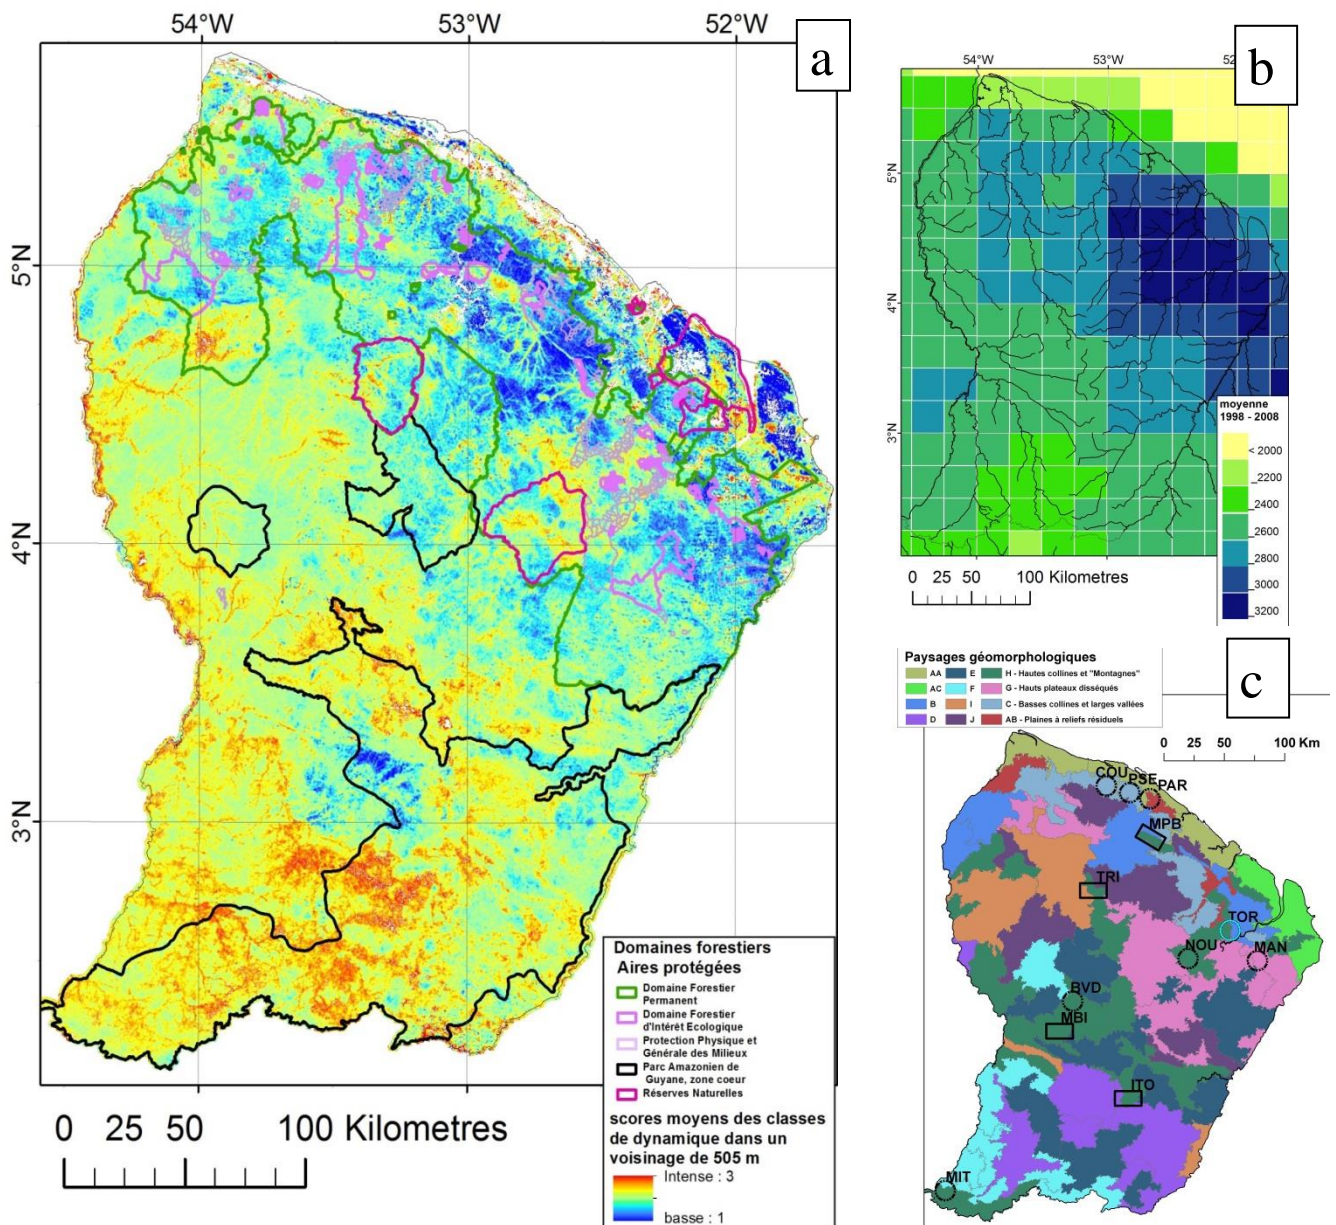 54°W 53°W 52°W
a
5°N
4°N
3°N
0 25 50 100 Kilometres
Domaines forestiers
Aires protégées
Domaine Forestier
Permanent
Domaine Forestier
d'Intérêt Ecologique
Protection Physique et
Générale des Milieux
Parc Amazonien de
Guyane, zone coeur
Réserves Naturelles
scores moyens des classes
de dynamique dans un
voisinage de 505 m
Intense : 3
basse : 1
54°W 53°W 52
b
5°N
4°N
3°N
moyenne
1998 - 2008
< 2000
2200
2400
2600
2800
3000
3200
0 25 50 100 Kilometres
Paysages géomorphologiques
AA E H - Hautes collines et "Montagnes"
AC F G - Hauts plateaux disséqués
B I C - Basses collines et larges vallées
D J AB - Plaines à reliefs résiduels
c
0 25 50 100 Km
COU PSE PAR
MPB
TRI
TOR
NOU MAN
BVD
MBI
ITO
MIT